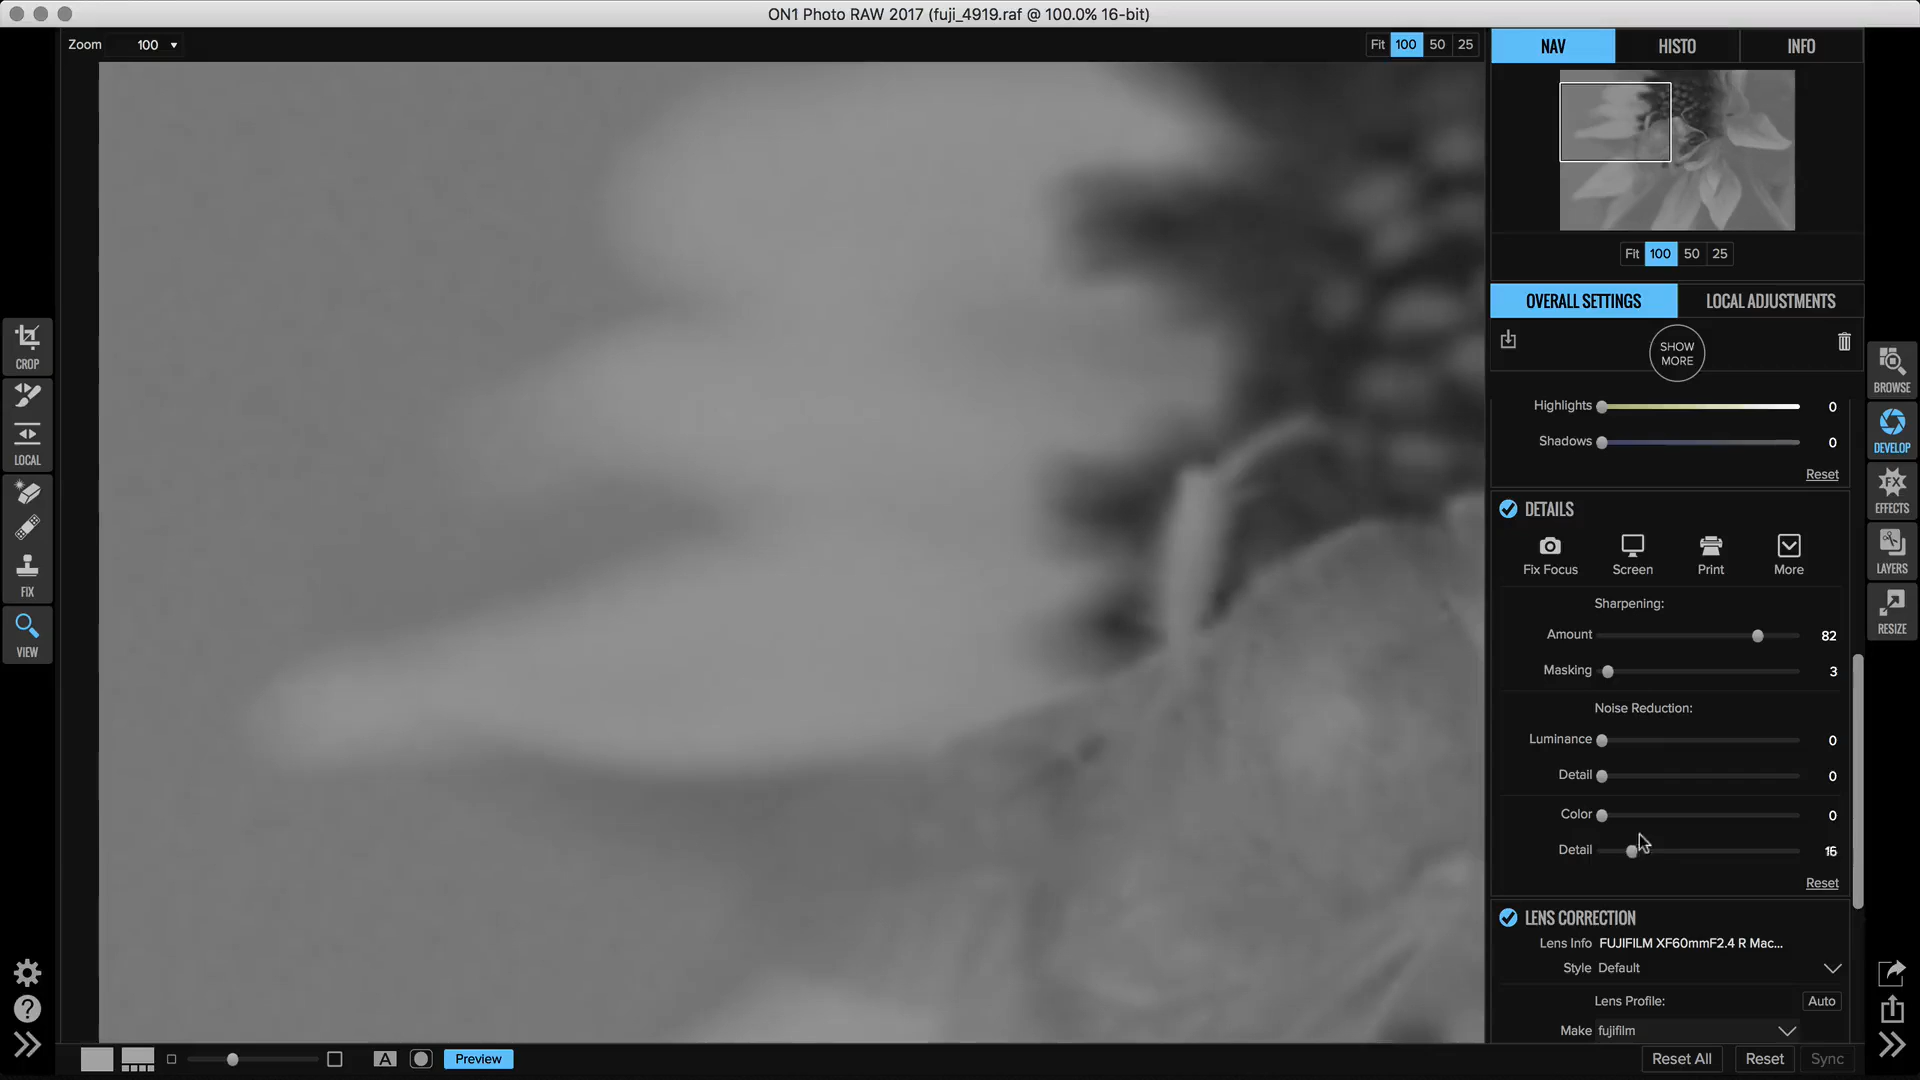 ON1 Photo RAW 2017 (fuji_4919.raf @ 100.0% 16-bit)
Zoom 100
Fit 100 50 25
NAV HISTO INFO
Fit 100 50 25
OVERALL SETTINGS LOCAL ADJUSTMENTS
SHOW
MORE
Highlights 0
Shadows 0
Reset
DETAILS
Fix Focus Screen Print More
Sharpening:
Amount 82
Masking 3
Noise Reduction:
Luminance 0
Detail 0
Color 0
Detail 16
Reset
LENS CORRECTION
Lens Info FUJIFILM XF60mmF2.4 R Mac...
Style Default
Lens Profile: Auto
Make fujifilm
Reset All Reset Sync
CROP
LOCAL
FIX
VIEW
BROWSE
DEVELOP
FX
EFFECTS
LAYERS
RESIZE
A Preview